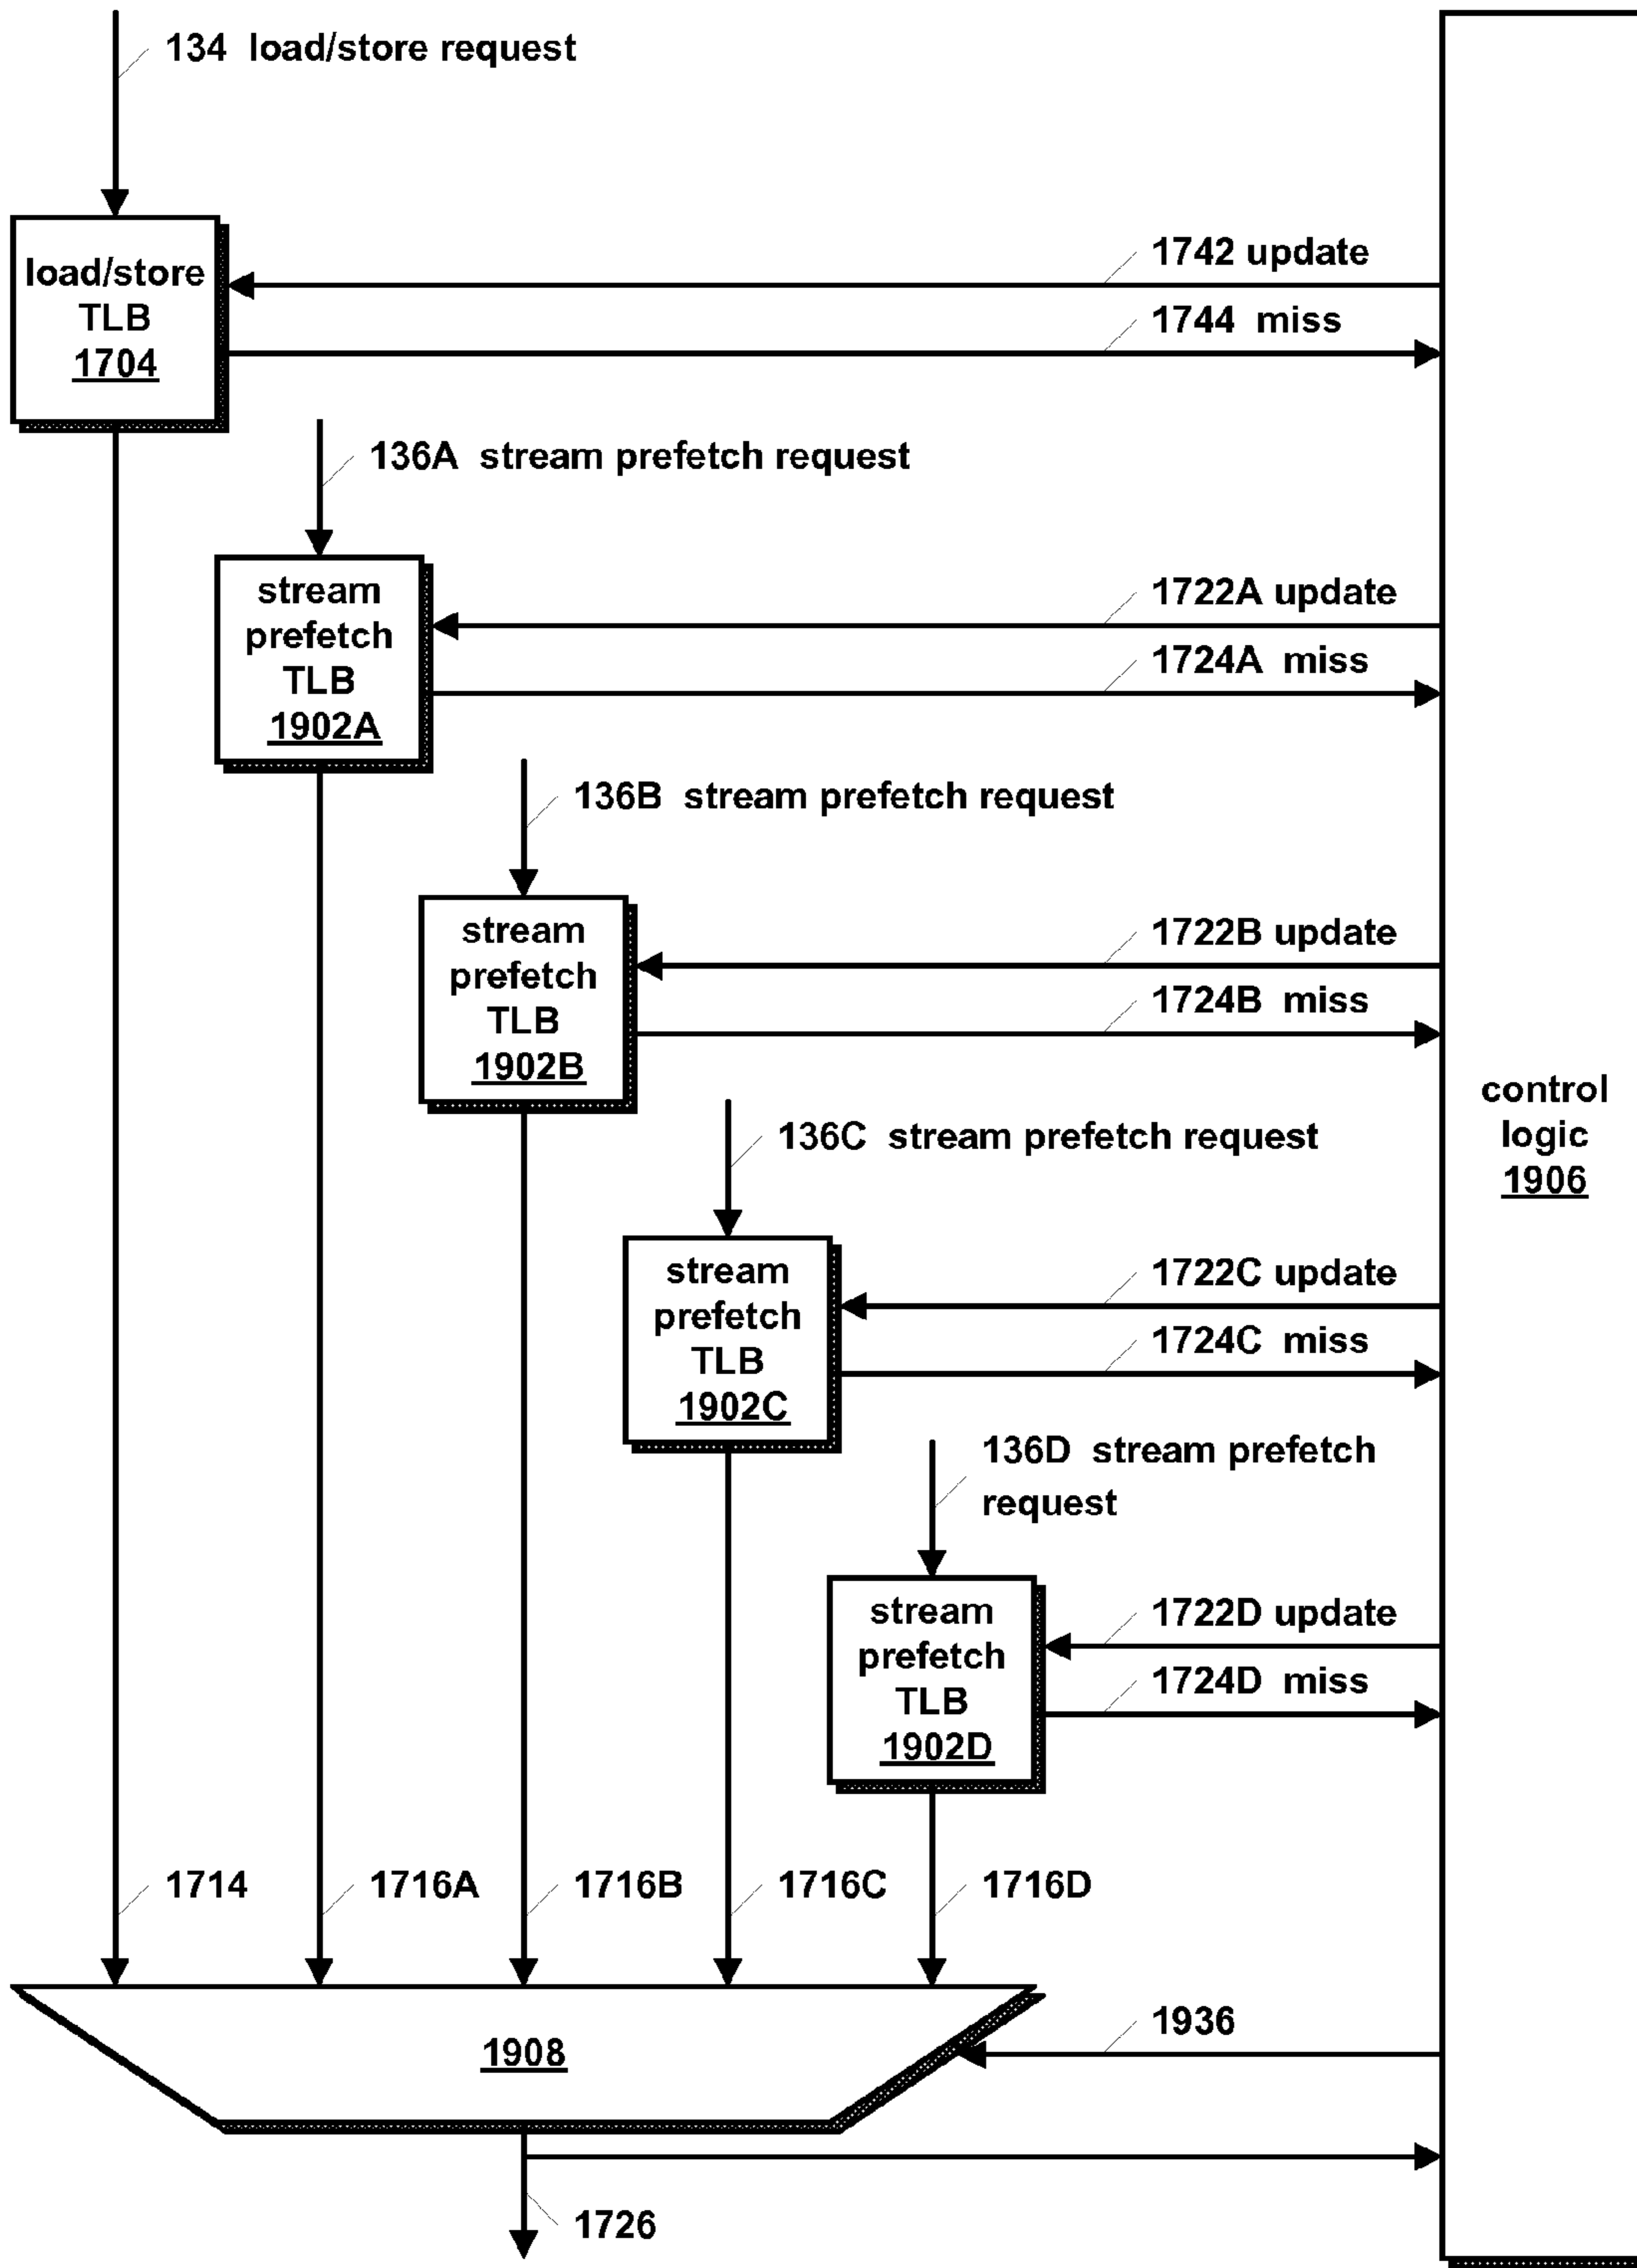 134 load/store request
load/store
TLB
1704
1742 update
1744 miss
136A stream prefetch request
stream
prefetch
TLB
1902A
1722A update
1724A miss
136B stream prefetch request
stream
prefetch
TLB
1902B
1722B update
1724B miss
control
logic
1906
136C stream prefetch request
stream
prefetch
TLB
1902C
1722C update
1724C miss
136D stream prefetch
request
stream
prefetch
TLB
1902D
1722D update
1724D miss
1714
1716A
1716B
1716C
1716D
1908
1936
1726